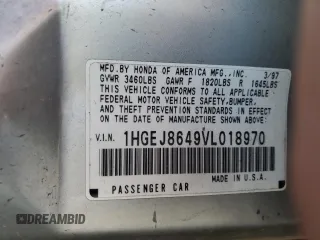 MFD. BY HONDA OF AMERICA MFG., INC. 3/97
GVWR 3460LBS GAWR F 1820LBS R 1645LBS
THIS VEHICLE CONFORMS TO ALL APPLICABLE
FEDERAL MOTOR VEHICLE SAFETY, BUMPER,
AND THEFT PREVENTION STANDARDS IN EFFECT
ON THE DATE OF MANUFACTURE SHOWN ABOVE.
V.I.N. 1HGEJ8649VL018970
PASSENGER CAR MADE IN U.S.A.
DREAMBID